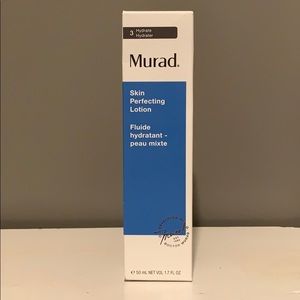 3 Hydrate
Hydrater
Murad.
Skin
Perfecting
Lotion
Fluide
hydratant -
peau mixte
℮ 50 mL NET VOL 1.7 FL OZ